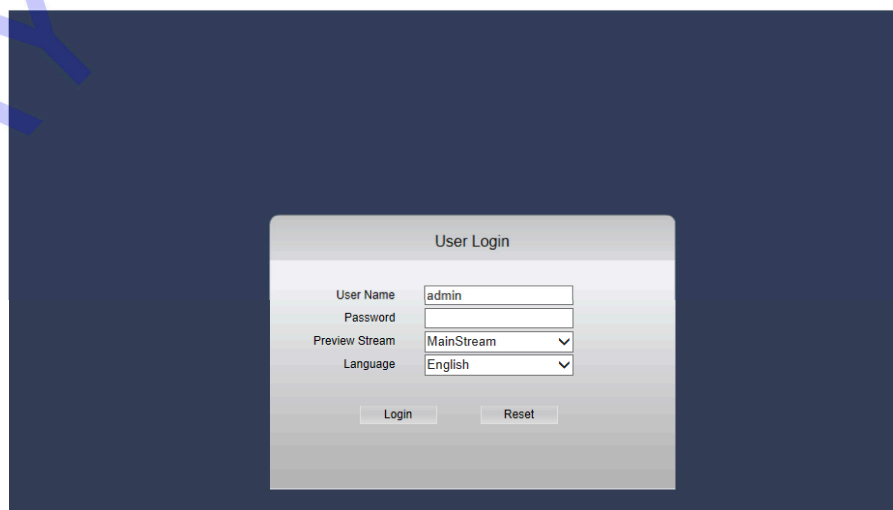 User Login
User Name admin
Password
Preview Stream MainStream
Language English
Login Reset